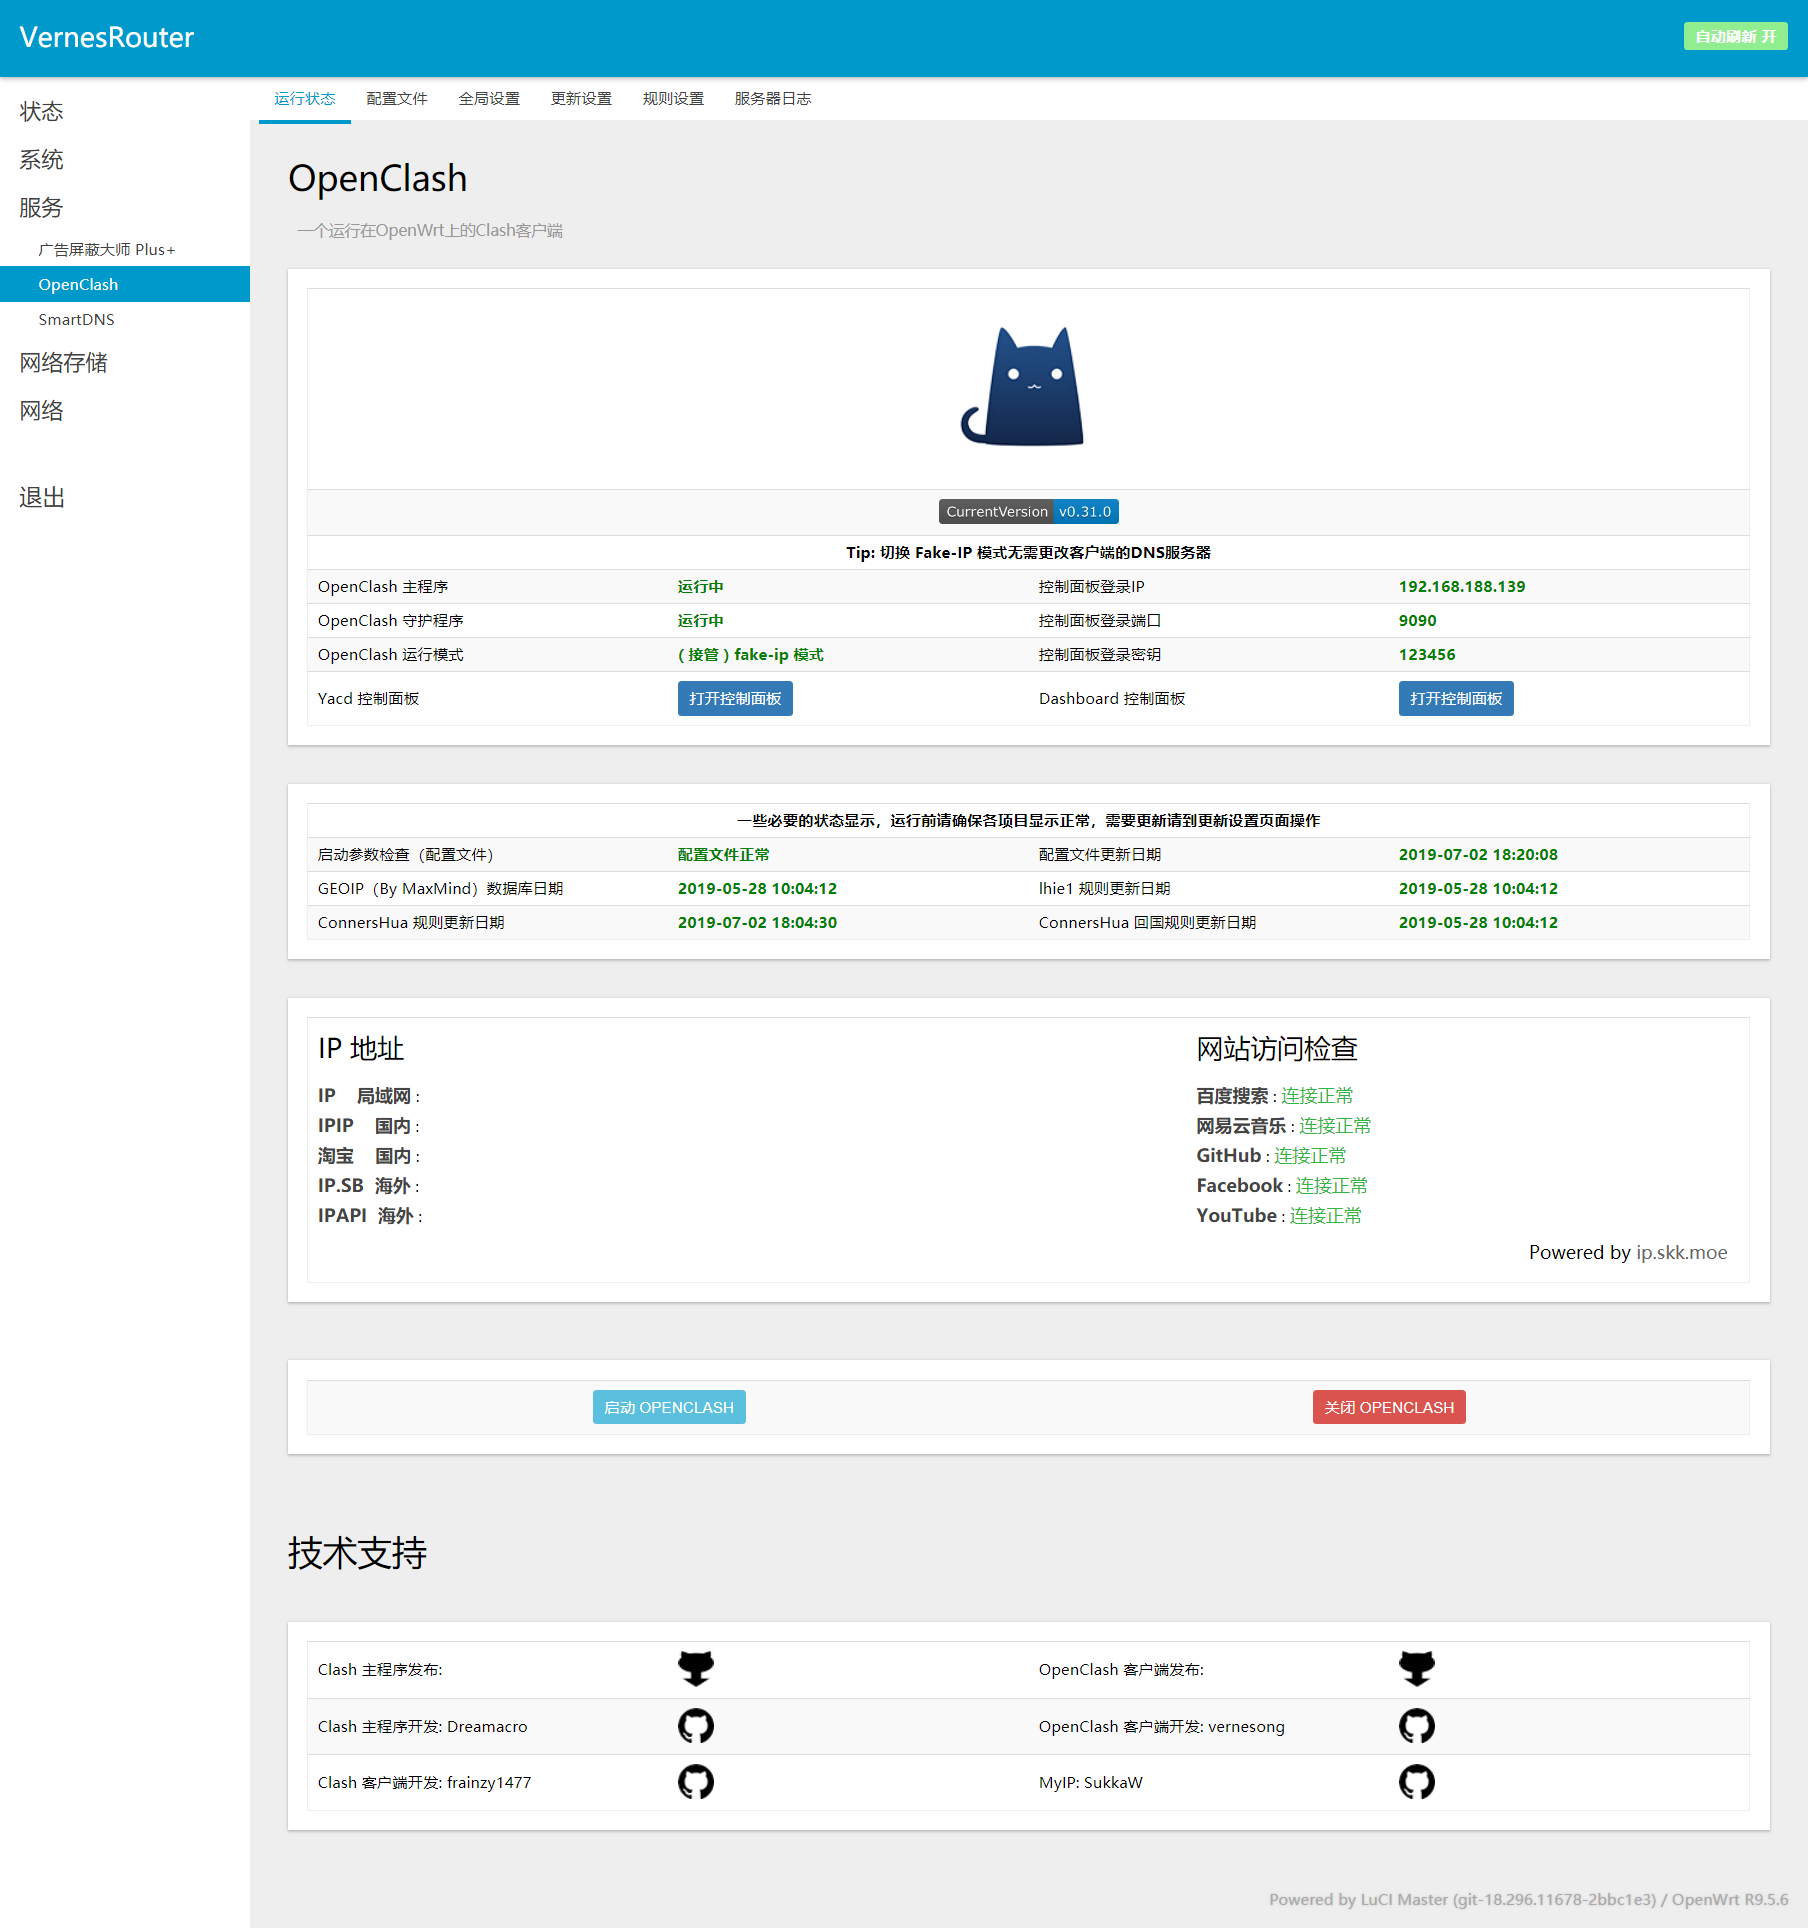 VernesRouter
自动刷新 开
状态
系统
服务
广告屏蔽大师 Plus+
OpenClash
SmartDNS
网络存储
网络
退出
运行状态 配置文件 全局设置 更新设置 规则设置 服务器日志
OpenClash
一个运行在OpenWrt上的Clash客户端
CurrentVersion v0.31.0
Tip: 切换 Fake-IP 模式无需更改客户端的DNS服务器
OpenClash 主程序 运行中 控制面板登录IP 192.168.188.139
OpenClash 守护程序 运行中 控制面板登录端口 9090
OpenClash 运行模式 ( 接管 ) fake-ip 模式 控制面板登录密钥 123456
Yacd 控制面板 打开控制面板 Dashboard 控制面板 打开控制面板
一些必要的状态显示，运行前请确保各项目显示正常，需要更新请到更新设置页面操作
启动参数检查（配置文件） 配置文件正常 配置文件更新日期 2019-07-02 18:20:08
GEOIP（By MaxMind）数据库日期 2019-05-28 10:04:12 lhie1 规则更新日期 2019-05-28 10:04:12
ConnersHua 规则更新日期 2019-07-02 18:04:30 ConnersHua 回国规则更新日期 2019-05-28 10:04:12
IP 地址
IP 局域网 :
IPIP 国内 :
淘宝 国内 :
IP.SB 海外 :
IPAPI 海外 :
网站访问检查
百度搜索 : 连接正常
网易云音乐 : 连接正常
GitHub : 连接正常
Facebook : 连接正常
YouTube : 连接正常
Powered by ip.skk.moe
启动 OPENCLASH 关闭 OPENCLASH
技术支持
Clash 主程序发布: OpenClash 客户端发布:
Clash 主程序开发: Dreamacro OpenClash 客户端开发: vernesong
Clash 客户端开发: frainzy1477 MyIP: SukkaW
Powered by LuCI Master (git-18.296.11678-2bbc1e3) / OpenWrt R9.5.6